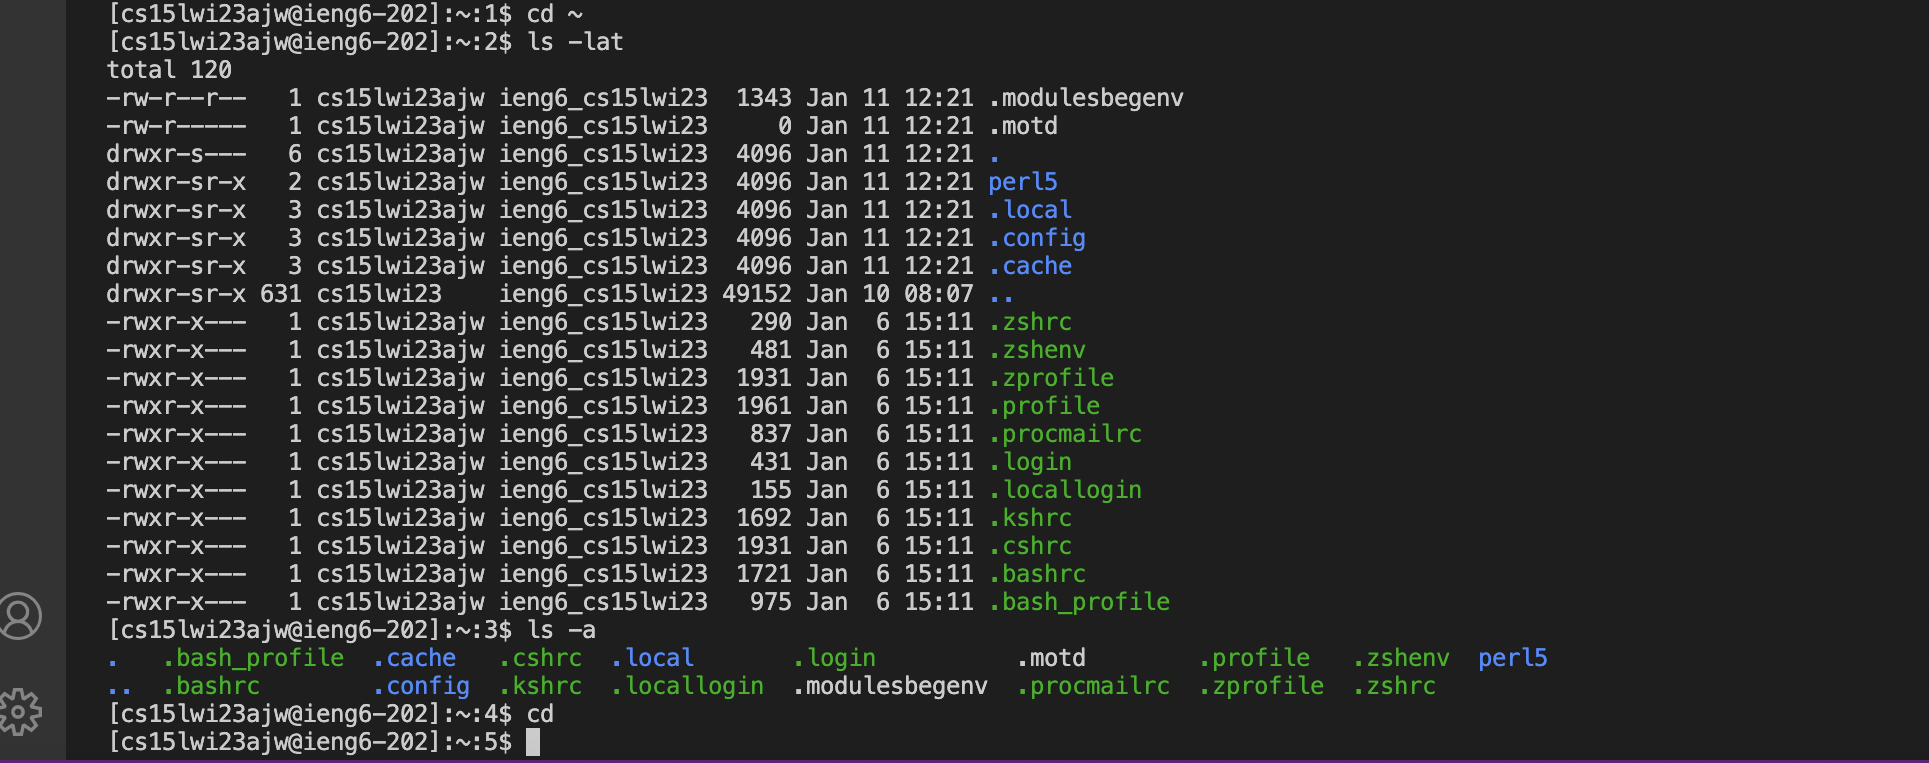 [cs15lwi23ajw@ieng6-202]:~:1$ cd ~
[cs15lwi23ajw@ieng6-202]:~:2$ ls -lat
total 120
-rw-r--r--   1 cs15lwi23ajw ieng6_cs15lwi23  1343 Jan 11 12:21 .modulesbegenv
-rw-r-----   1 cs15lwi23ajw ieng6_cs15lwi23     0 Jan 11 12:21 .motd
drwxr-s---   6 cs15lwi23ajw ieng6_cs15lwi23  4096 Jan 11 12:21 .
drwxr-sr-x   2 cs15lwi23ajw ieng6_cs15lwi23  4096 Jan 11 12:21 perl5
drwxr-sr-x   3 cs15lwi23ajw ieng6_cs15lwi23  4096 Jan 11 12:21 .local
drwxr-sr-x   3 cs15lwi23ajw ieng6_cs15lwi23  4096 Jan 11 12:21 .config
drwxr-sr-x   3 cs15lwi23ajw ieng6_cs15lwi23  4096 Jan 11 12:21 .cache
drwxr-sr-x 631 cs15lwi23    ieng6_cs15lwi23 49152 Jan 10 08:07 ..
-rwxr-x---   1 cs15lwi23ajw ieng6_cs15lwi23   290 Jan  6 15:11 .zshrc
-rwxr-x---   1 cs15lwi23ajw ieng6_cs15lwi23   481 Jan  6 15:11 .zshenv
-rwxr-x---   1 cs15lwi23ajw ieng6_cs15lwi23  1931 Jan  6 15:11 .zprofile
-rwxr-x---   1 cs15lwi23ajw ieng6_cs15lwi23  1961 Jan  6 15:11 .profile
-rwxr-x---   1 cs15lwi23ajw ieng6_cs15lwi23   837 Jan  6 15:11 .procmailrc
-rwxr-x---   1 cs15lwi23ajw ieng6_cs15lwi23   431 Jan  6 15:11 .login
-rwxr-x---   1 cs15lwi23ajw ieng6_cs15lwi23   155 Jan  6 15:11 .locallogin
-rwxr-x---   1 cs15lwi23ajw ieng6_cs15lwi23  1692 Jan  6 15:11 .kshrc
-rwxr-x---   1 cs15lwi23ajw ieng6_cs15lwi23  1931 Jan  6 15:11 .cshrc
-rwxr-x---   1 cs15lwi23ajw ieng6_cs15lwi23  1721 Jan  6 15:11 .bashrc
-rwxr-x---   1 cs15lwi23ajw ieng6_cs15lwi23   975 Jan  6 15:11 .bash_profile
[cs15lwi23ajw@ieng6-202]:~:3$ ls -a
.   .bash_profile  .cache   .cshrc  .local       .login          .motd        .profile   .zshenv  perl5
..  .bashrc        .config  .kshrc  .locallogin  .modulesbegenv  .procmailrc  .zprofile  .zshrc
[cs15lwi23ajw@ieng6-202]:~:4$ cd
[cs15lwi23ajw@ieng6-202]:~:5$